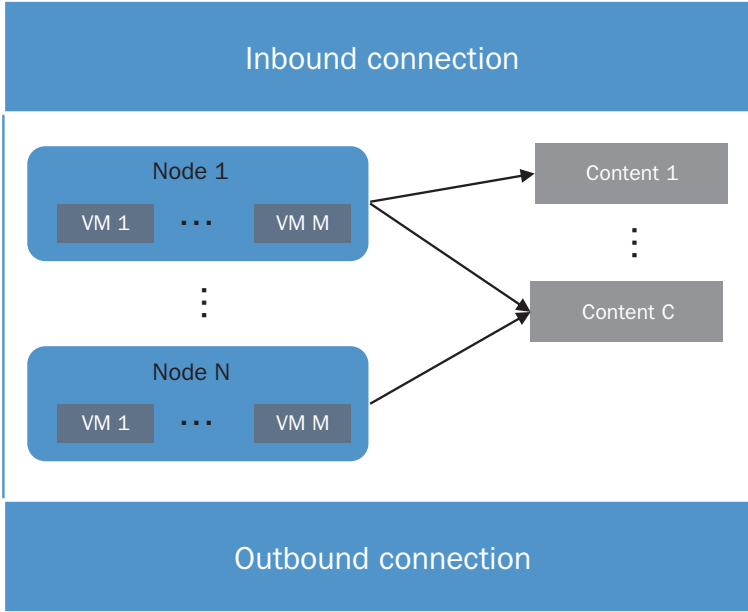 Inbound connection
Node 1
VM 1 ... VM M
Content 1
⋮
⋮
Content C
Node N
VM 1 ... VM M
Outbound connection